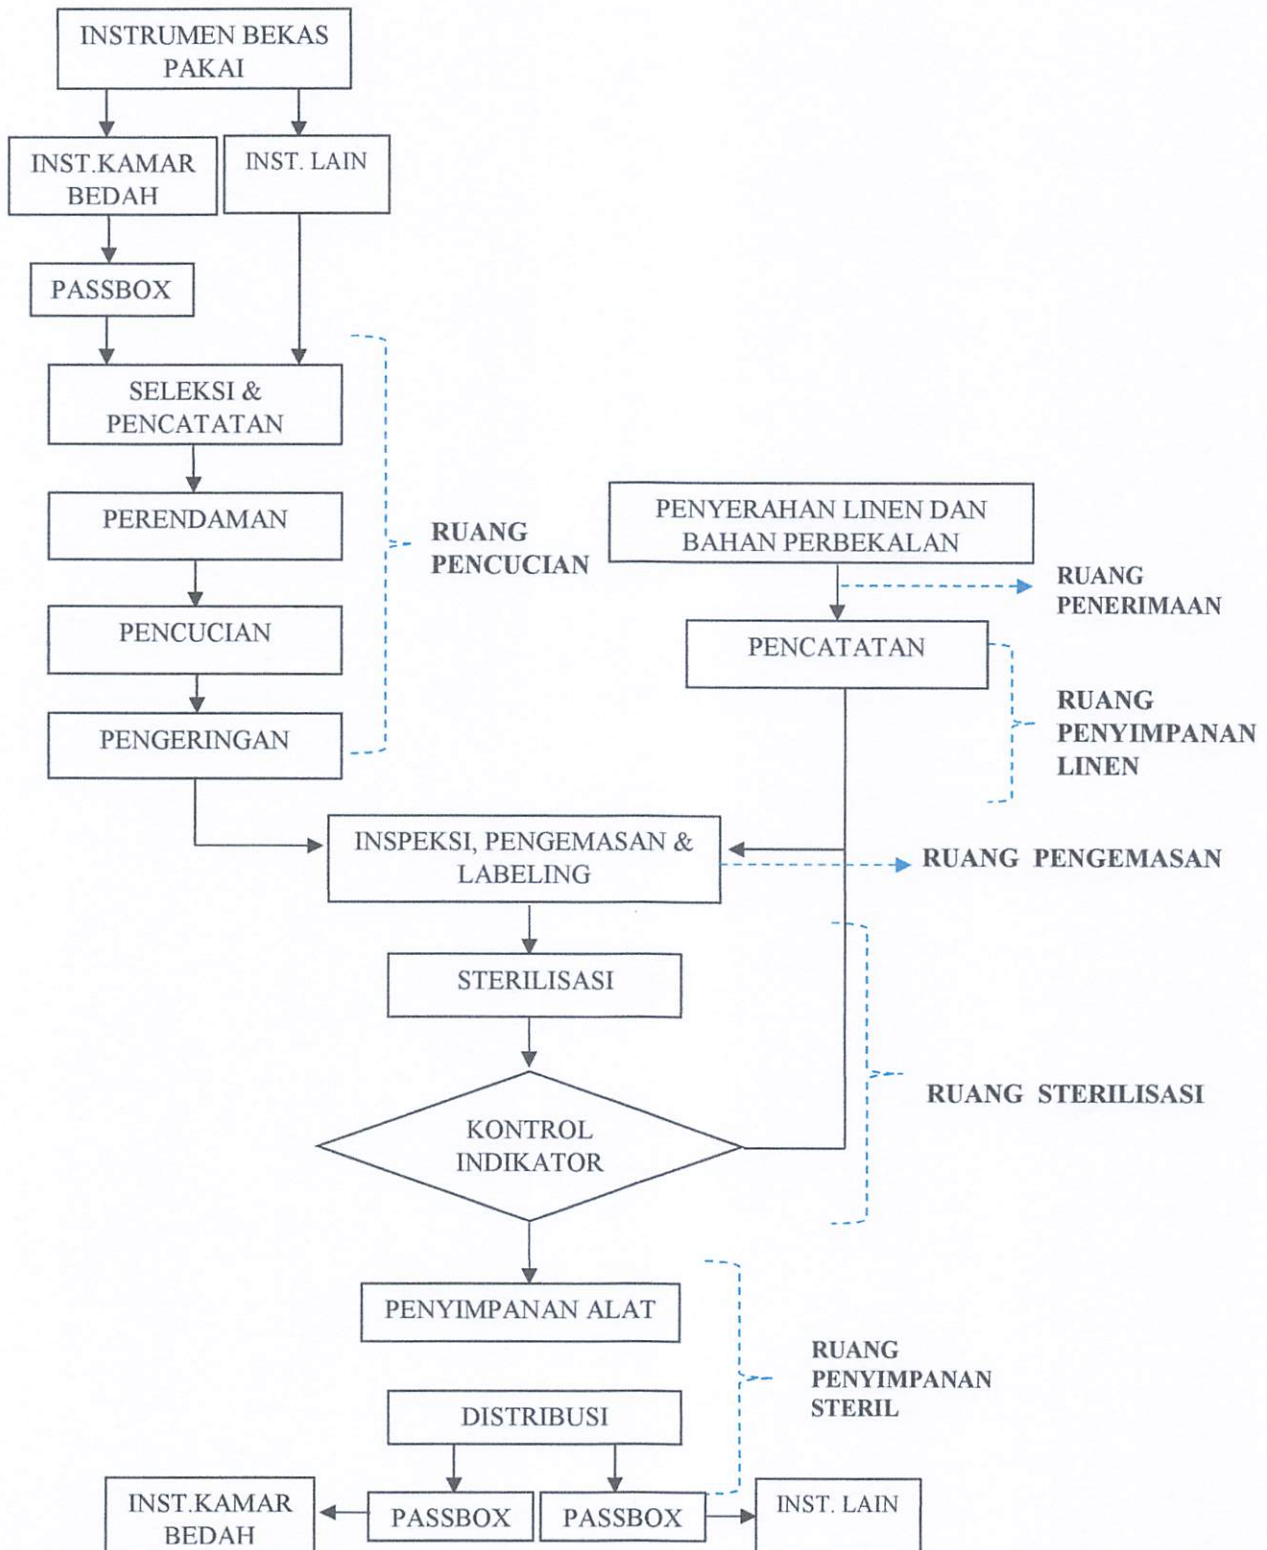 INSTRUMEN BEKAS
PAKAI
INST.KAMAR
BEDAH
INST. LAIN
PASSBOX
SELEKSI &
PENCATATAN
PERENDAMAN
PENCUCIAN
PENGERINGAN
RUANG
PENCUCIAN
PENYERAHAN LINEN DAN
BAHAN PERBEKALAN
RUANG
PENERIMAAN
PENCATATAN
RUANG
PENYIMPANAN
LINEN
INSPEKSI, PENGEMASAN &
LABELING
RUANG PENGEMASAN
STERILISASI
KONTROL
INDIKATOR
RUANG STERILISASI
PENYIMPANAN ALAT
RUANG
PENYIMPANAN
STERIL
DISTRIBUSI
INST.KAMAR
BEDAH
PASSBOX
PASSBOX
INST. LAIN